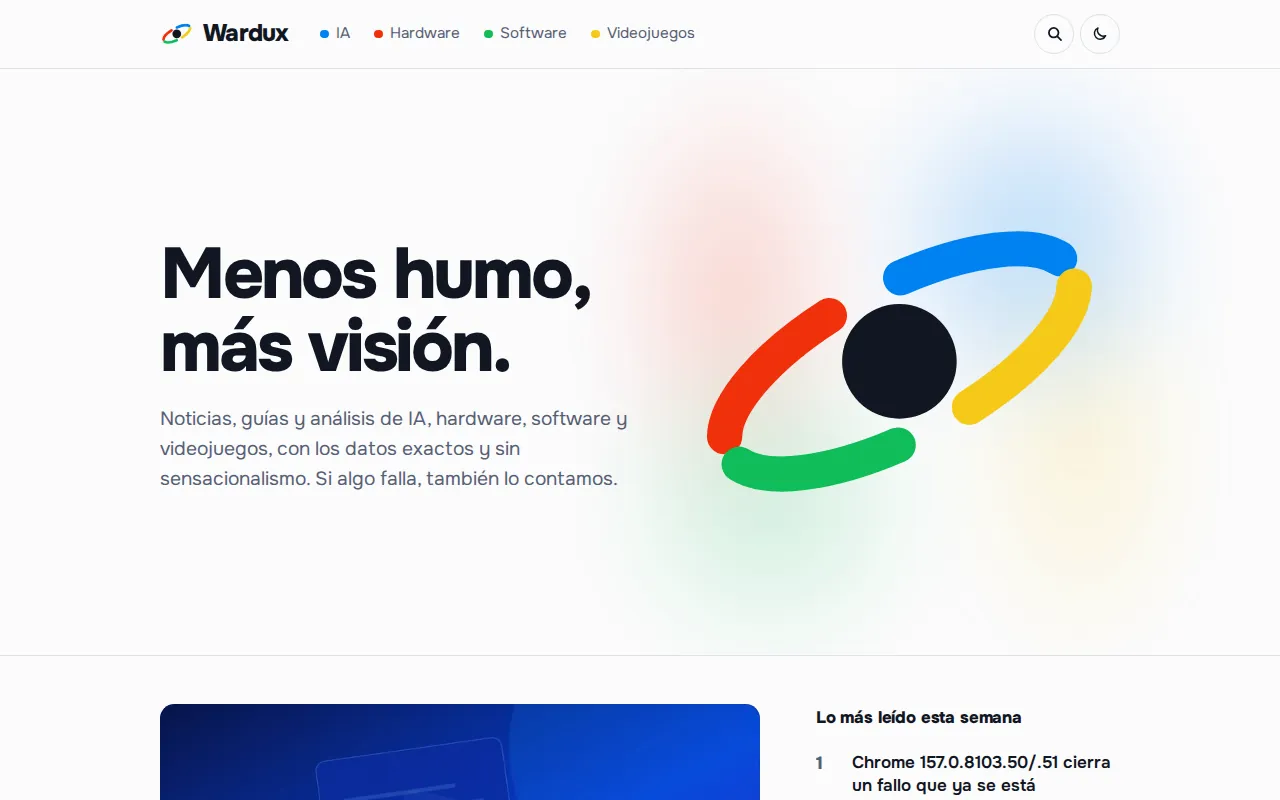 Wardux
IA
Hardware
Software
Videojuegos
Menos humo,
más visión.
Noticias, guías y análisis de IA, hardware, software y
videojuegos, con los datos exactos y sin
sensacionalismo. Si algo falla, también lo contamos.
Lo más leído esta semana
1
Chrome 157.0.8103.50/.51 cierra
un fallo que ya se está